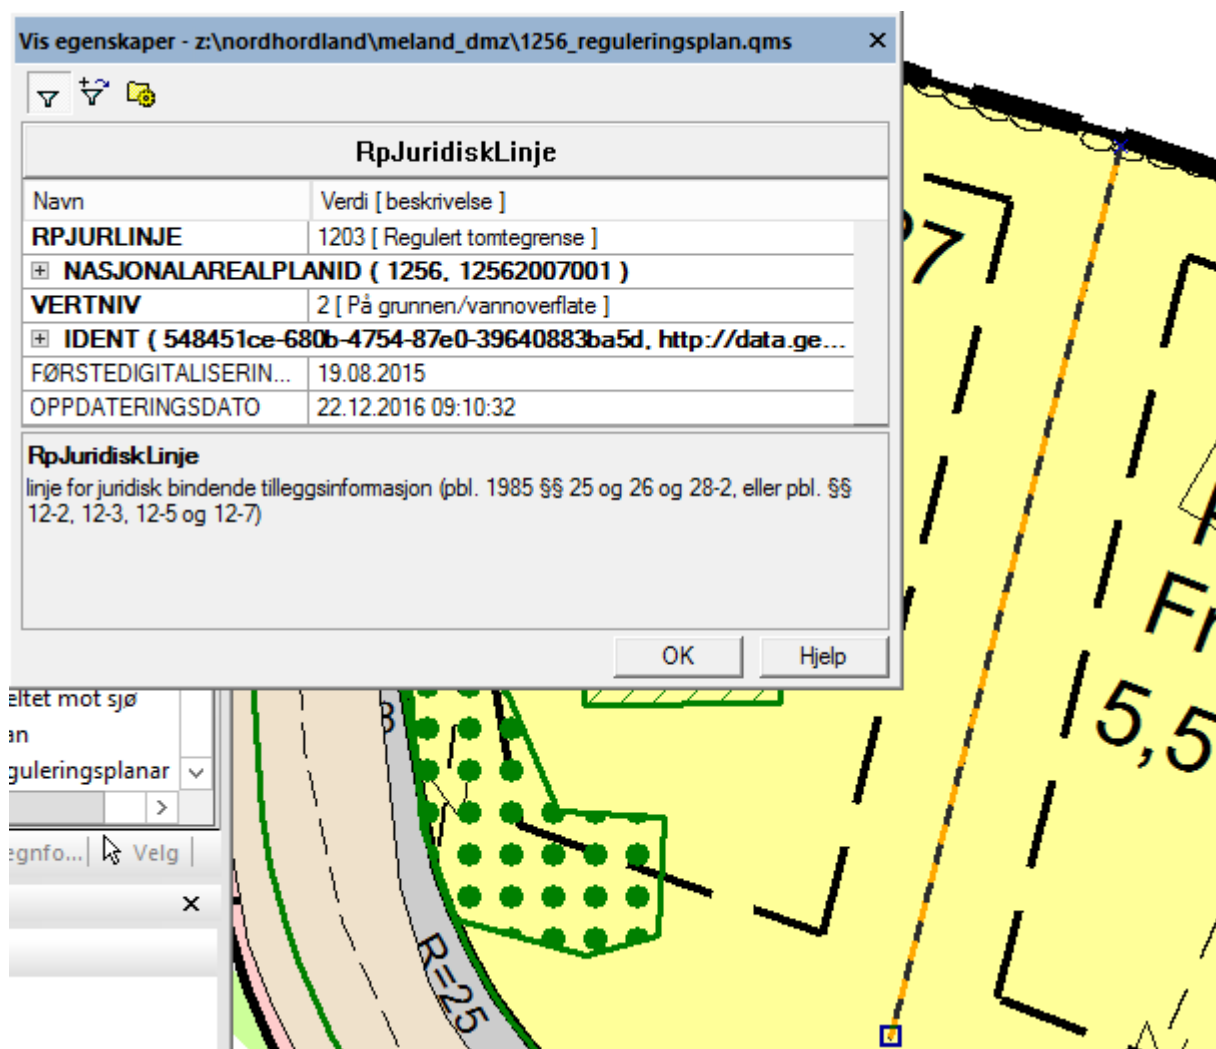 Vis egenskaper - z:\nordhordland\meland_dmz\1256_reguleringsplan.qms
RpJuridiskLinje
Navn Verdi [ beskrivelse ]
RPJURLINJE 1203 [ Regulert tomtegrense ]
NASJONALAREALPLANID ( 1256, 12562007001 )
VERTNIV 2 [ På grunnen/vannoverflate ]
IDENT ( 548451ce-680b-4754-87e0-39640883ba5d, http://data.ge...
FØRSTEDIGITALISERIN... 19.08.2015
OPPDATERINGSDATO 22.12.2016 09:10:32
RpJuridiskLinje
linje for juridisk bindende tilleggsinformasjon (pbl. 1985 §§ 25 og 26 og 28-2, eller pbl. §§
12-2, 12-3, 12-5 og 12-7)
OK Hjelp
eltet mot sjø
an
guleringsplanar
egnfo... Velg
7
Fr
5,5
R=25